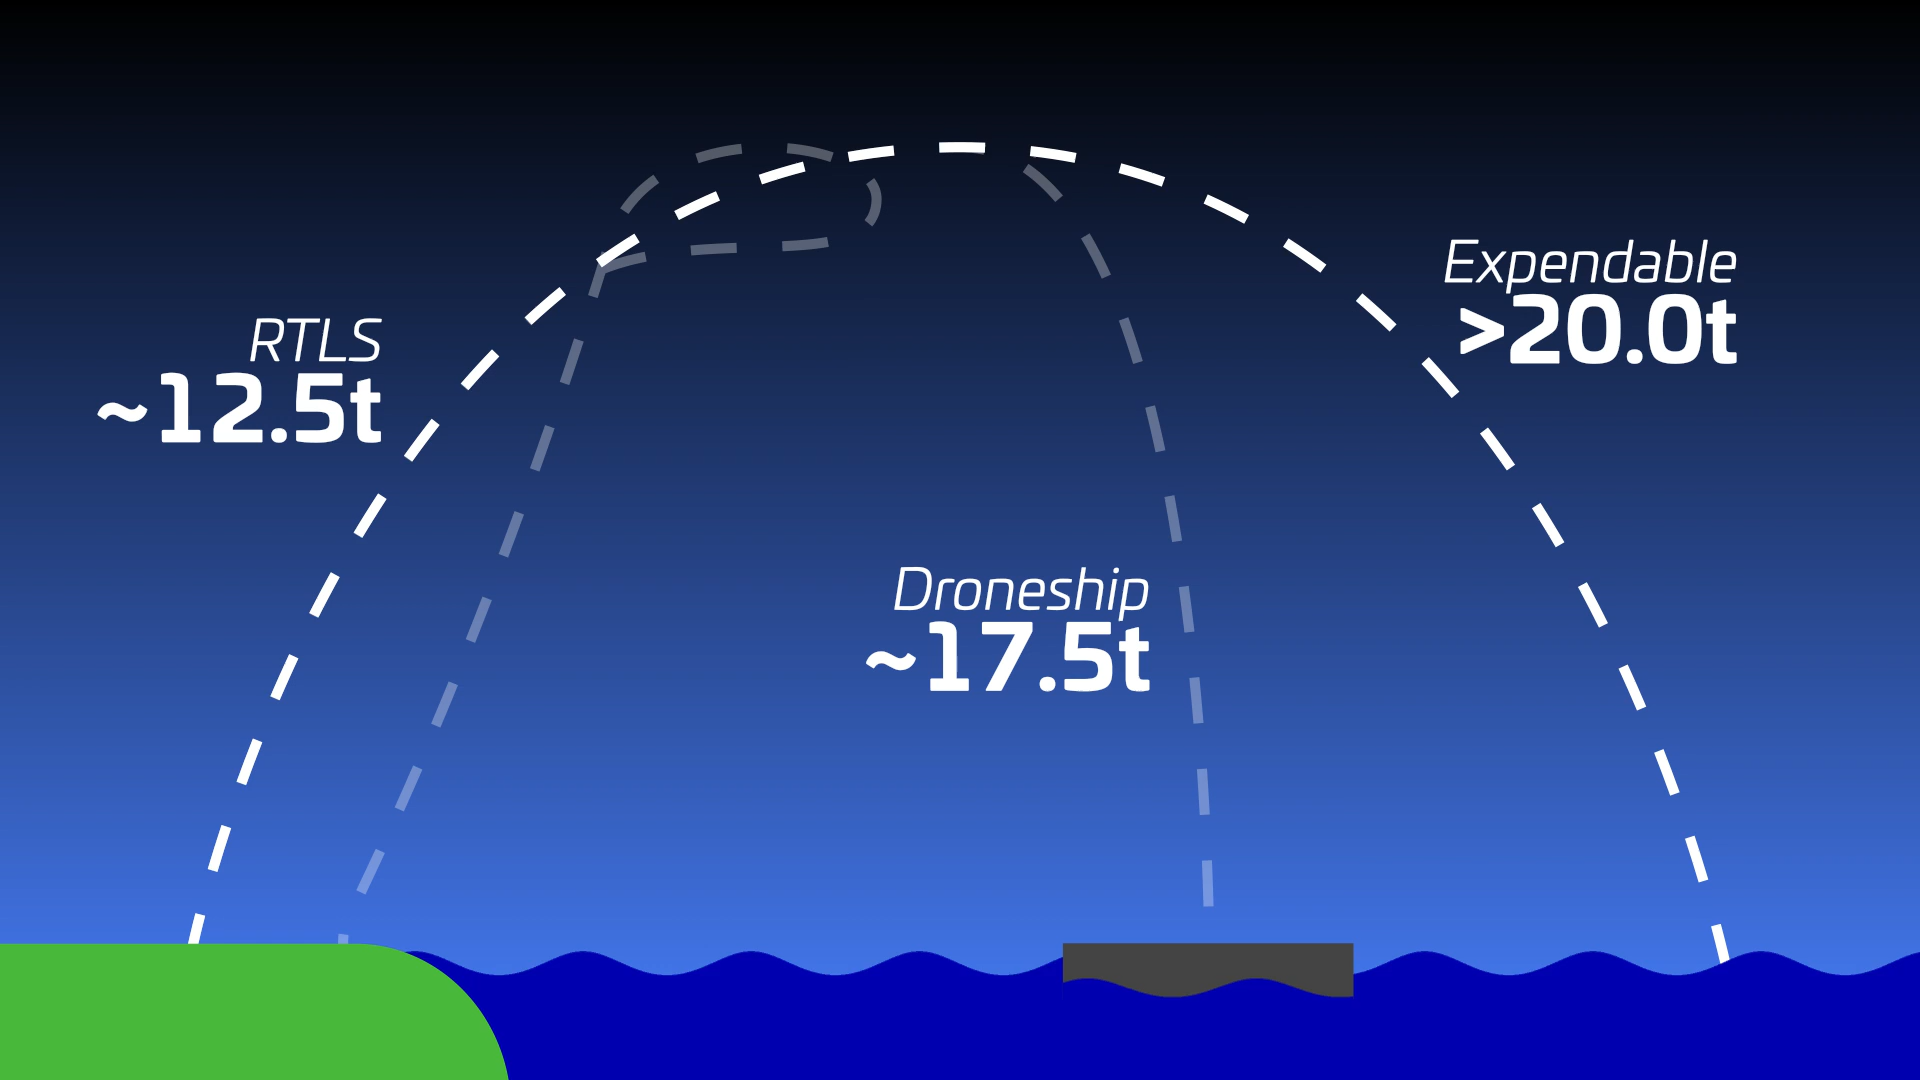 RTLS
~12.5t
Droneship
~17.5t
Expendable
>20.0t